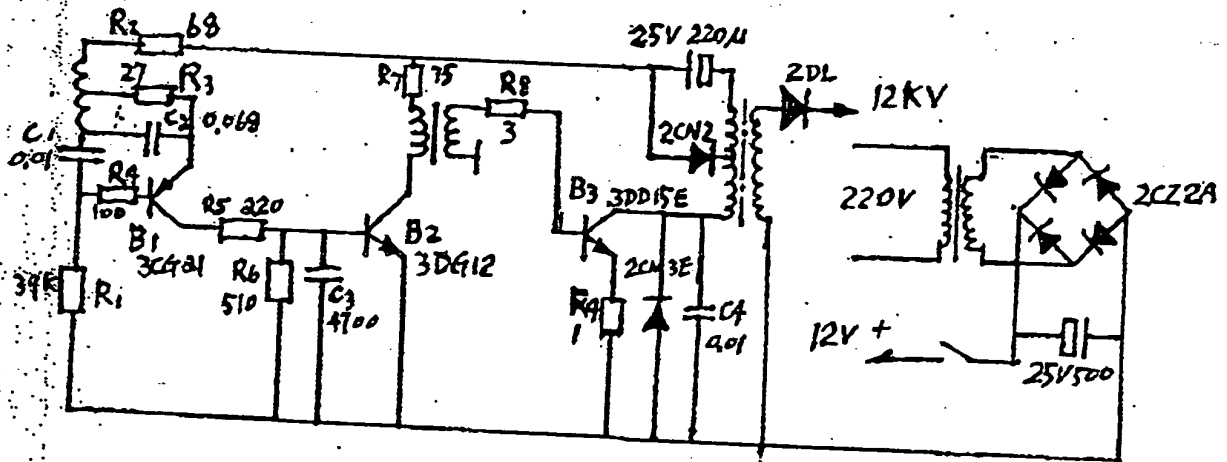 R2 68
27 R3
C2 0,068
C1
0,01
R4
100
B1
3CG21
39K R1
R5 220
R6
510
C3
4700
R7 75
B2
3DG12
R8
3
25V 220μ
2CN2
2DL
12KV
B3 3DD15E
2CN3E
1
C4
0,01
220V
2CZ2A
12V +
25V500